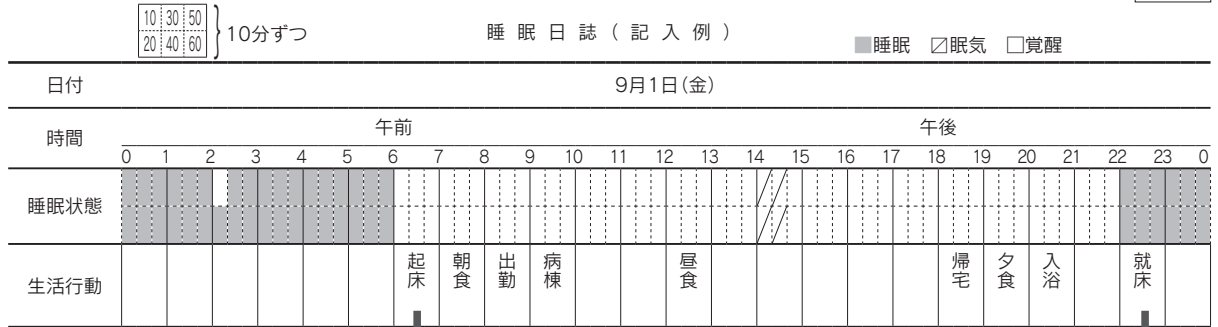 10 30 50
20 40 60
10分ずつ
睡眠日誌(記入例)
睡眠 眠気 覚醒
日付 9月1日(金)
時間 午前 午後
0 1 2 3 4 5 6 7 8 9 10 11 12 13 14 15 16 17 18 19 20 21 22 23 0
睡眠状態
生活行動 起床 朝食 出勤 病棟 昼食 帰宅 夕食 入浴 就床